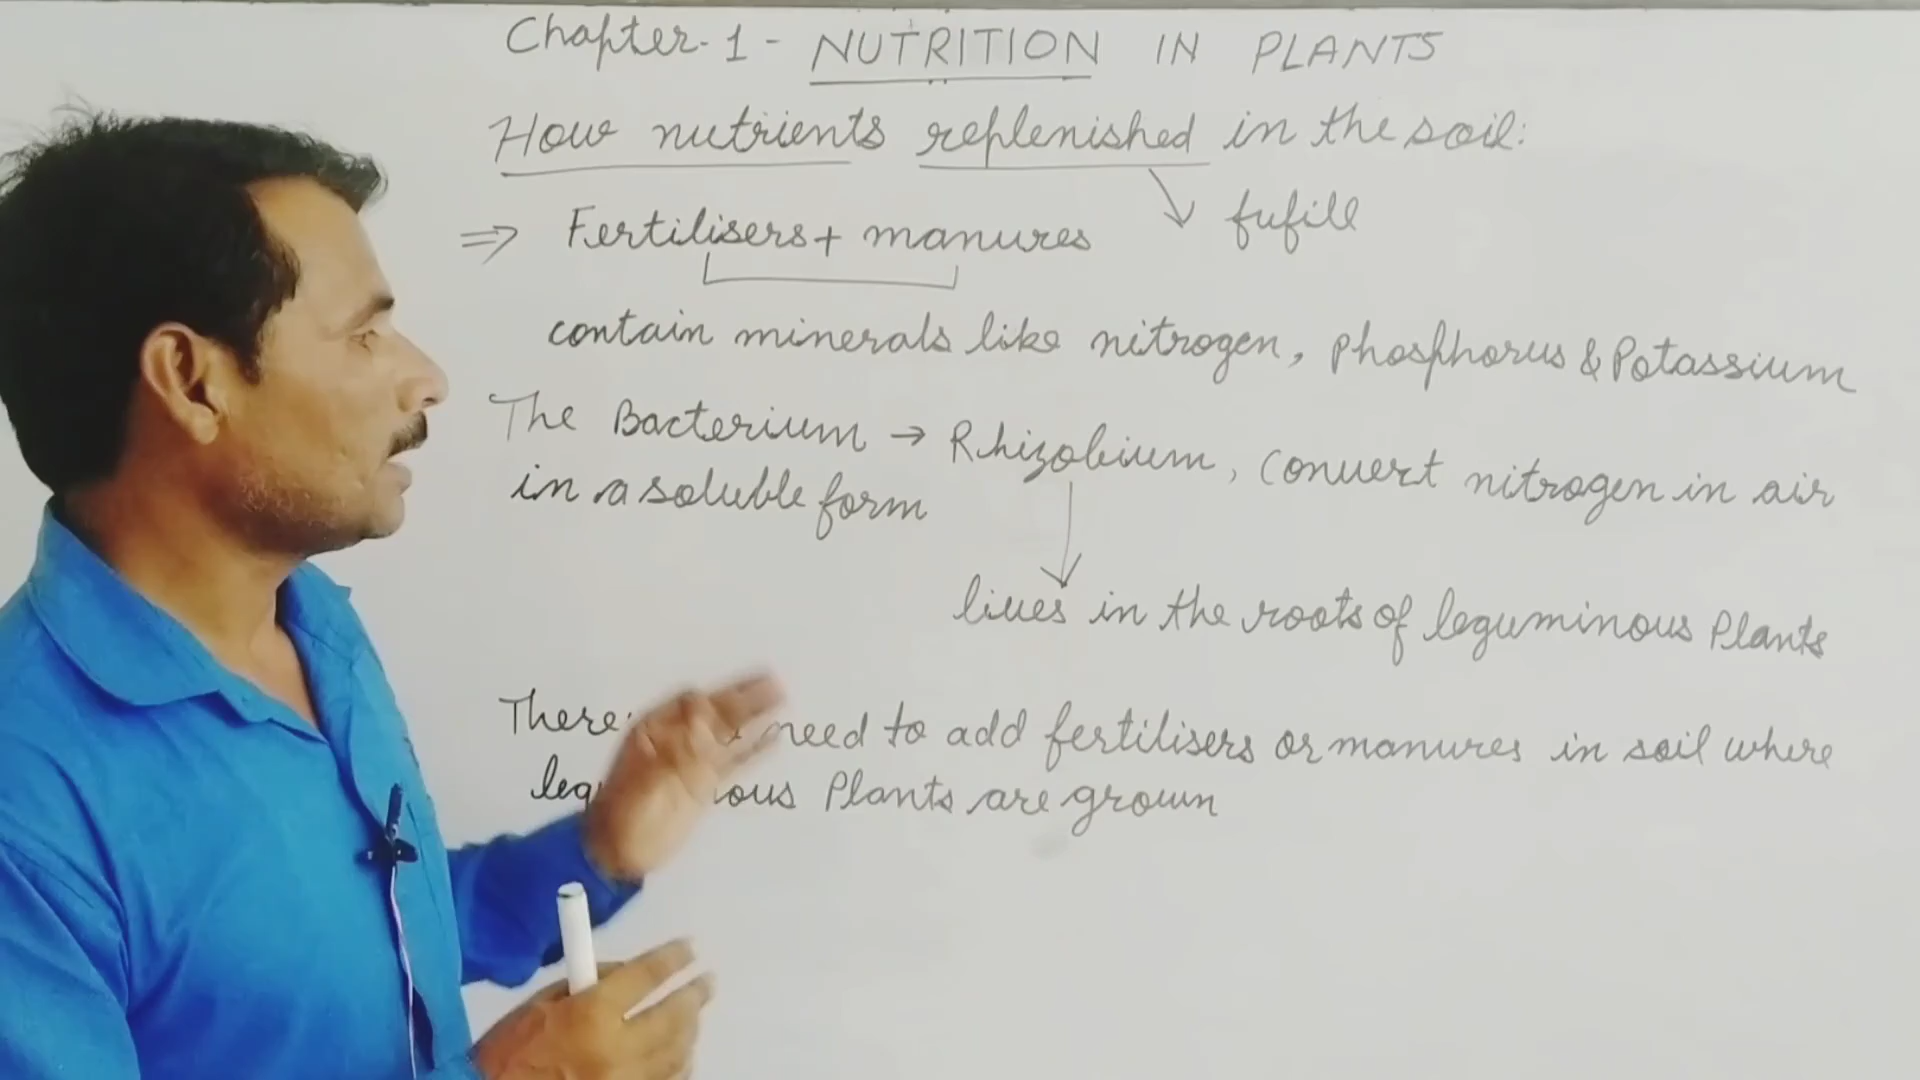 Chapter-1- NUTRITION IN PLANTS
How nutrients replenished in the soil:
fufill
⇒ Fertilisers + manures
contain minerals like nitrogen, Phosphorus & Potassium
The Bacterium → Rhizobium, convert nitrogen in air
in a soluble form
lives in the roots of leguminous Plants
There need to add fertilisers or manures in soil where
Plants are grown